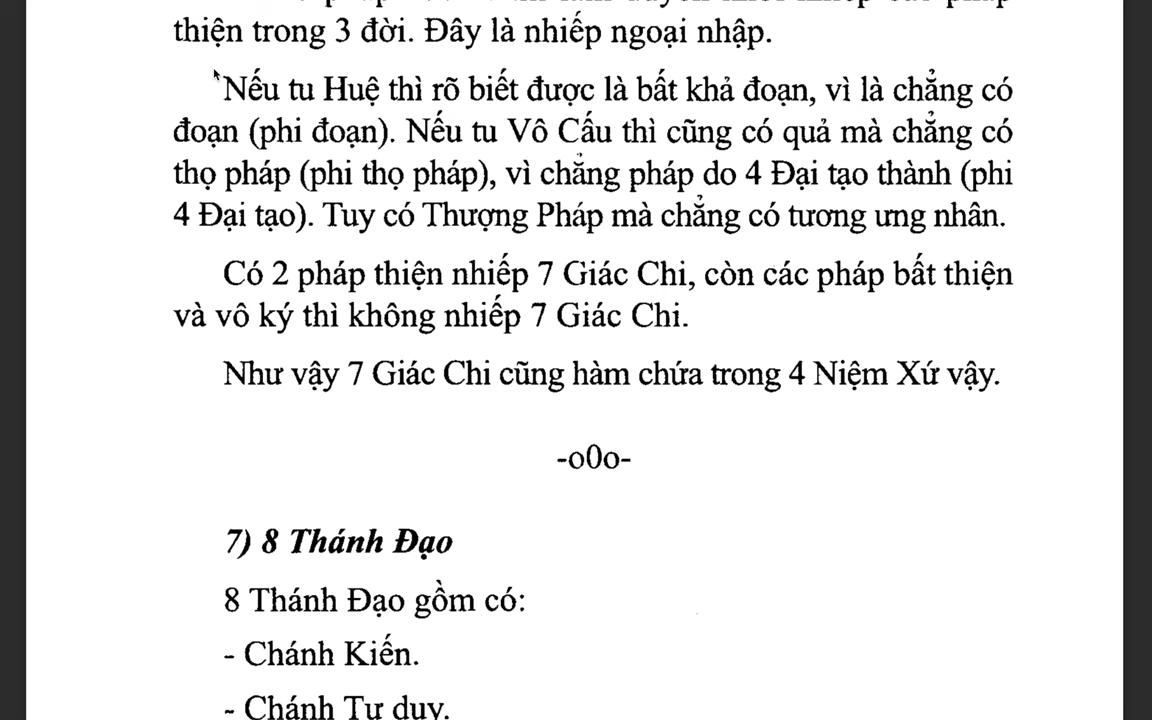 thiện trong 3 đời. Đây là nhiếp ngoại nhập.
Nếu tu Huệ thì rõ biết được là bất khả đoạn, vì là chẳng có
đoạn (phi đoạn). Nếu tu Vô Cấu thì cũng có quả mà chẳng có
thọ pháp (phi thọ pháp), vì chẳng pháp do 4 Đại tạo thành (phi
4 Đại tạo). Tuy có Thượng Pháp mà chẳng có tương ưng nhân.
Có 2 pháp thiện nhiếp 7 Giác Chi, còn các pháp bất thiện
và vô ký thì không nhiếp 7 Giác Chi.
Như vậy 7 Giác Chi cũng hàm chứa trong 4 Niệm Xứ vậy.
-o0o-
7) 8 Thánh Đạo
8 Thánh Đạo gồm có:
- Chánh Kiến.
- Chánh Tư duy.